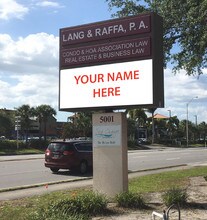 LANG & RAFFA, P.A.
CONDO & HOA ASSOCIATION LAW
REAL ESTATE & BUSINESS LAW
YOUR NAME
HERE
5001